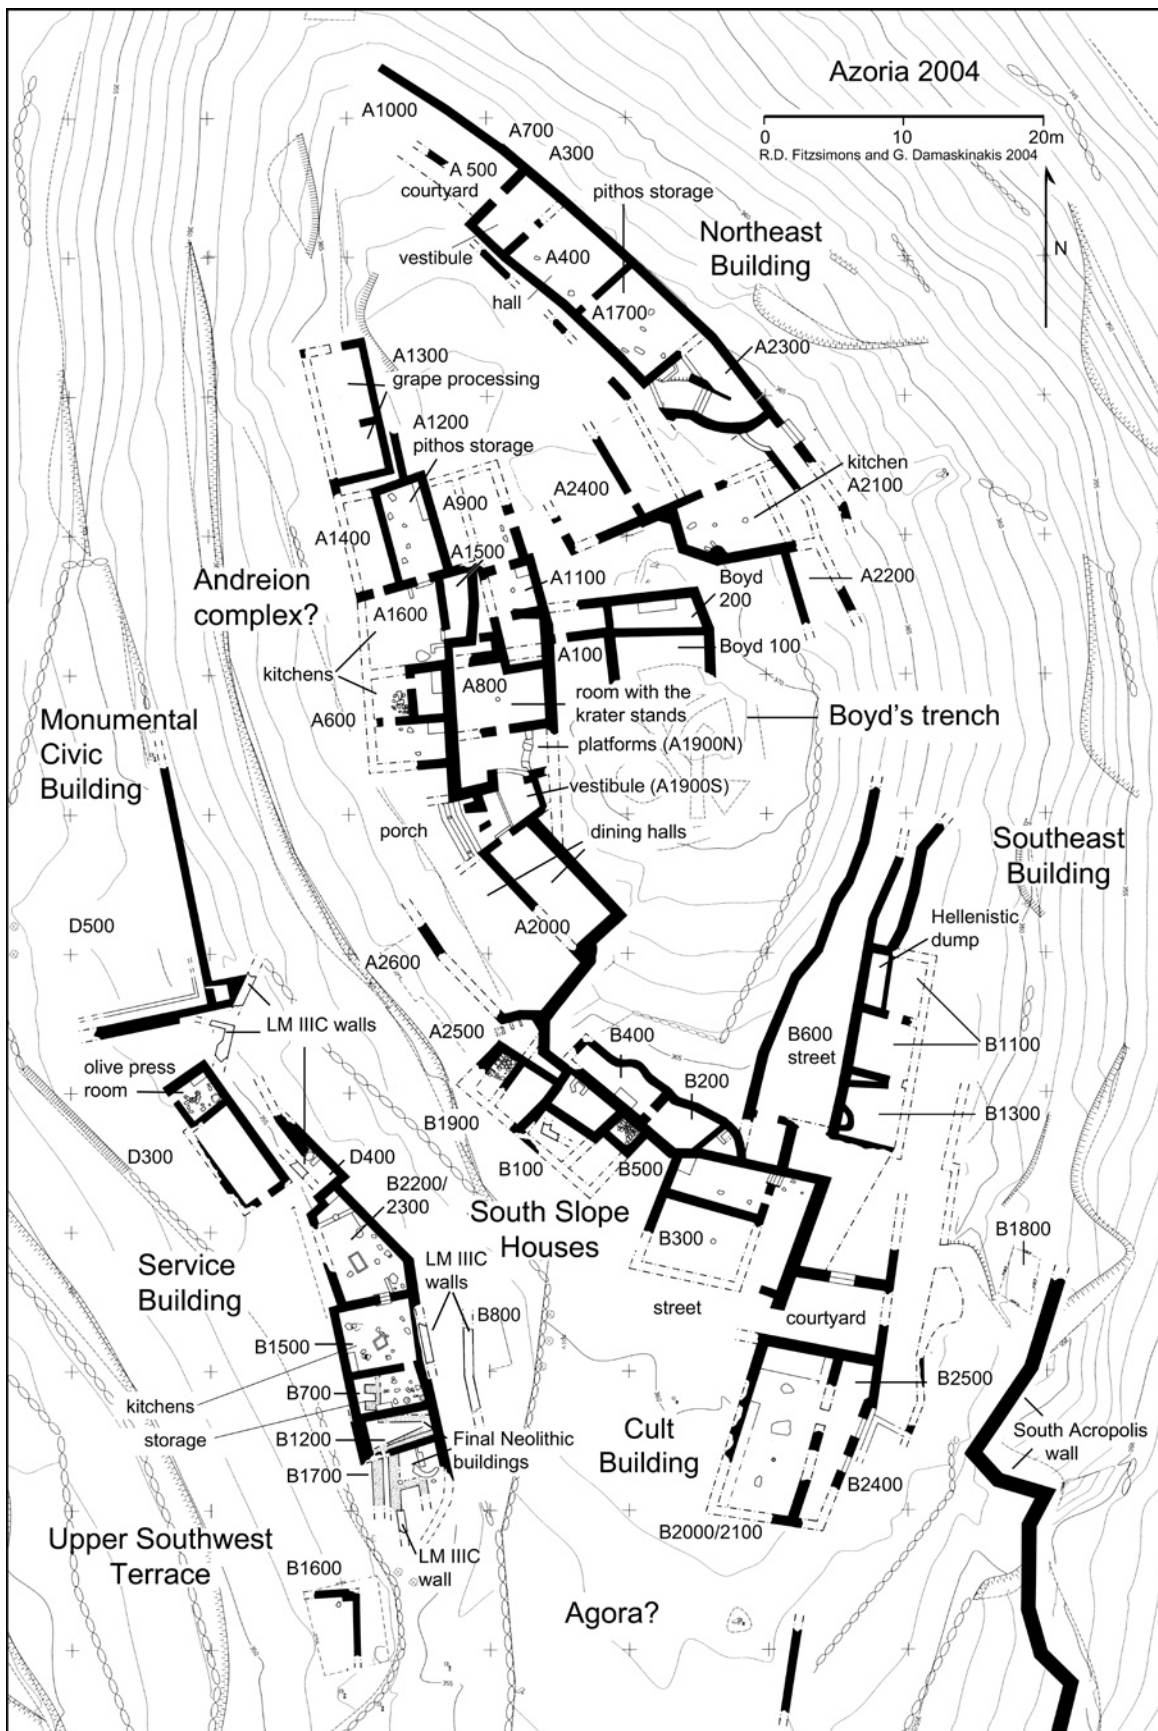 Azoria 2004
0
10
20m
R.D. Fitzsimons and G. Damaskinakis 2004
N
A1000
A700
A300
A 500
courtyard
pithos storage
Northeast
Building
vestibule
A400
hall
A1700
A2300
A1300
grape processing
A1200
pithos storage
A900
A2400
kitchen
A2100
A1400
A1500
A1100
Boyd
200
A2200
Andreion
complex?
A1600
A100
Boyd 100
kitchens
A800
room with the
krater stands
Boyd's trench
A600
platforms (A1900N)
Monumental
Civic
Building
vestibule (A1900S)
porch
dining halls
Southeast
Building
Hellenistic
dump
D500
A2000
A2600
LM IIIC walls
A2500
B400
B600
street
B1100
olive press
room
B200
B1300
B1900
D300
D400
B100
B500
B2200/
2300
South Slope
Houses
B300
B1800
Service
Building
LM IIIC
walls
B800
street
courtyard
B1500
B2500
kitchens
B700
storage
South Acropolis
wall
B1200
Final Neolithic
buildings
Cult
Building
B1700
B2400
B2000/2100
Upper Southwest
Terrace
LM IIIC
wall
B1600
Agora?